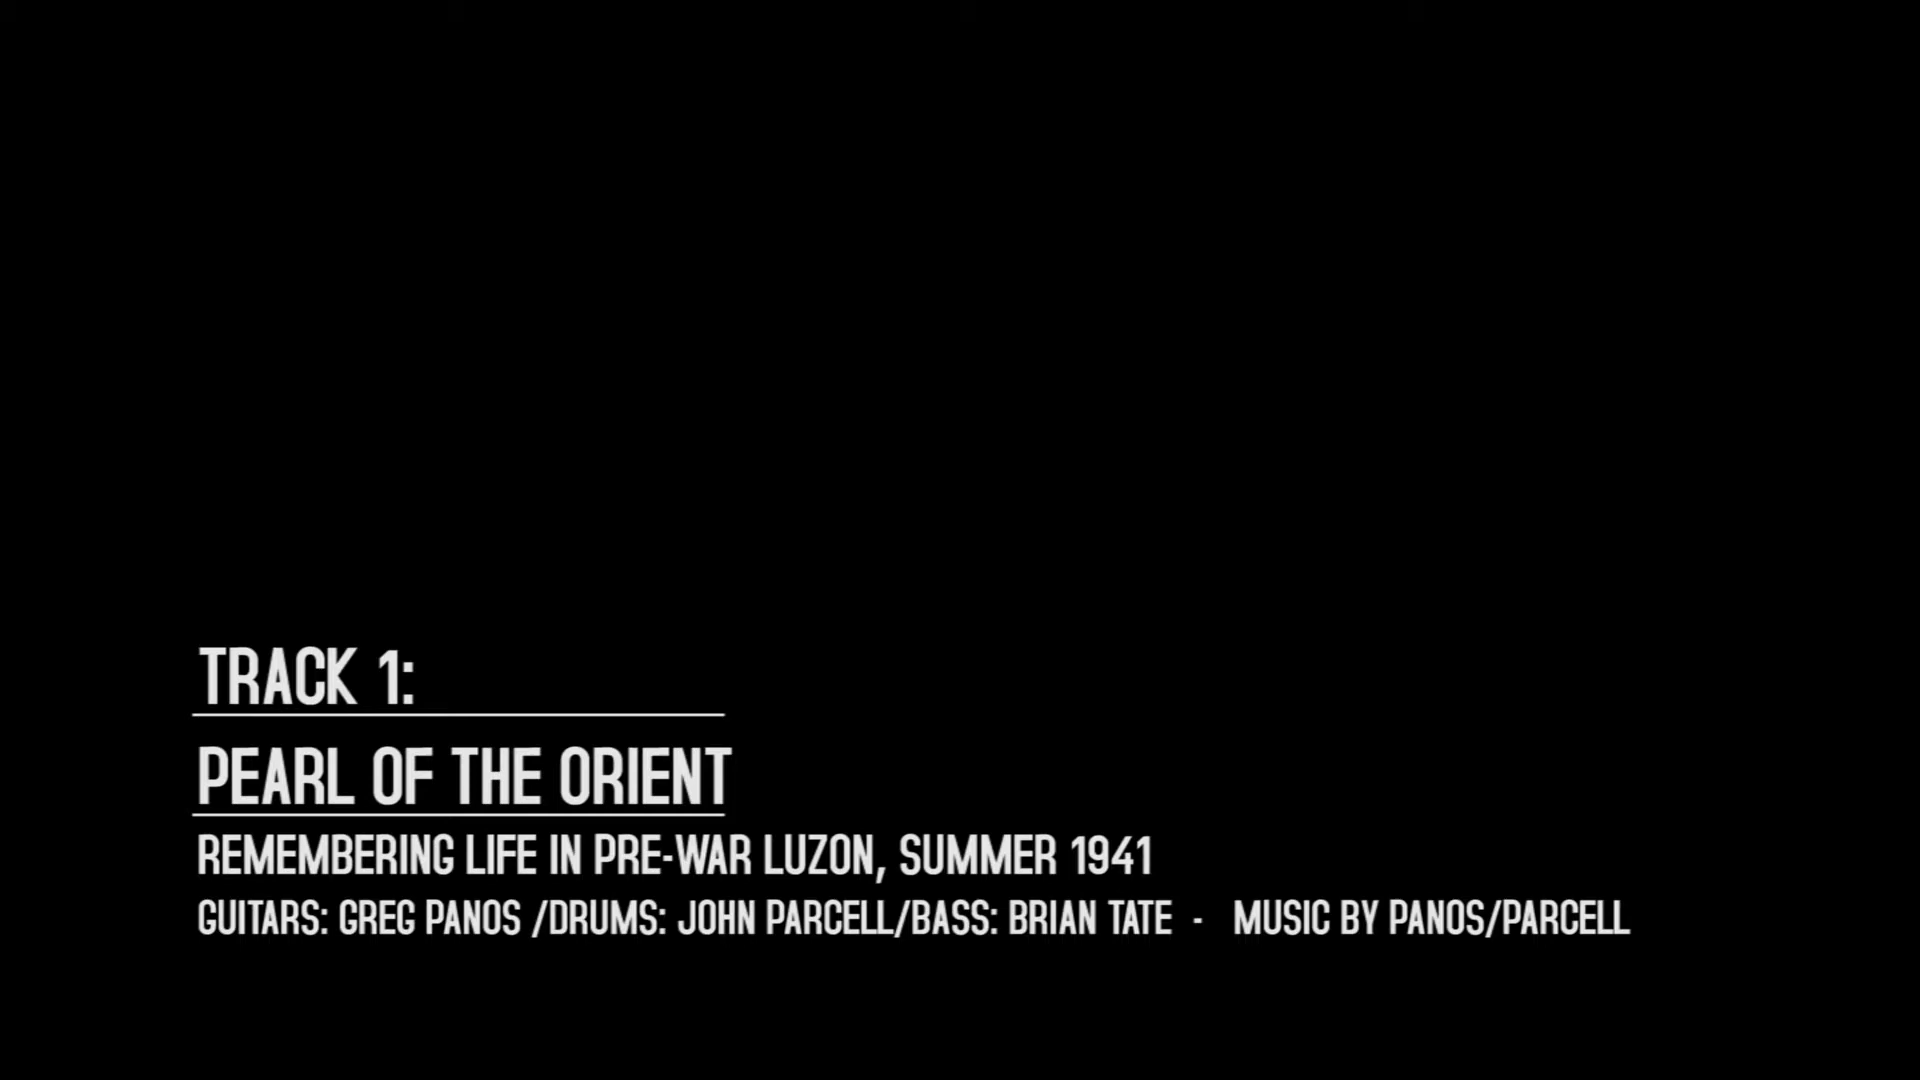 TRACK 1:
PEARL OF THE ORIENT
REMEMBERING LIFE IN PRE-WAR LUZON, SUMMER 1941
GUITARS: GREG PANOS /DRUMS: JOHN PARCELL/BASS: BRIAN TATE - MUSIC BY PANOS/PARCELL